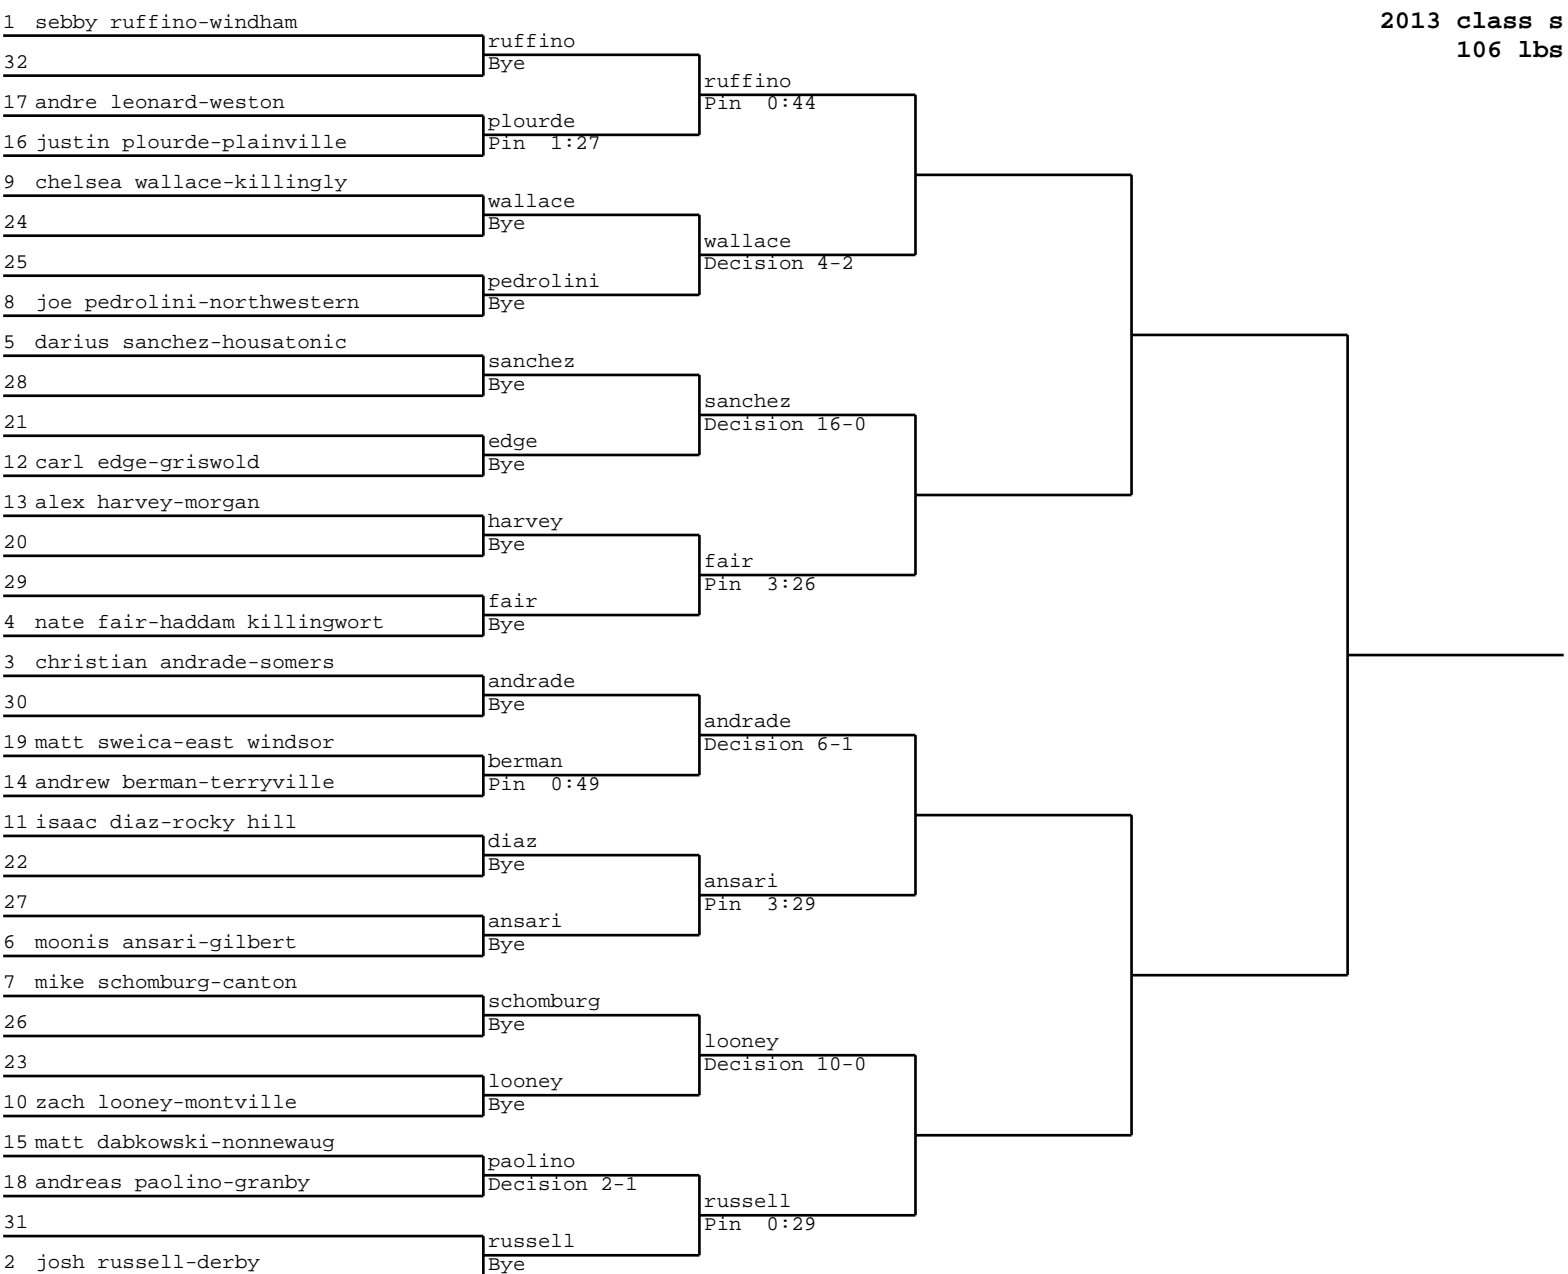 2013 class s
106 lbs
1 sebby ruffino-windham
32
17 andre leonard-weston
16 justin plourde-plainville
9 chelsea wallace-killingly
24
25
8 joe pedrolini-northwestern
5 darius sanchez-housatonic
28
21
12 carl edge-griswold
13 alex harvey-morgan
20
29
4 nate fair-haddam killingwort
3 christian andrade-somers
30
19 matt sweica-east windsor
14 andrew berman-terryville
11 isaac diaz-rocky hill
22
27
6 moonis ansari-gilbert
7 mike schomburg-canton
26
23
10 zach looney-montville
15 matt dabkowski-nonnewaug
18 andreas paolino-granby
31
2 josh russell-derby
ruffino
Bye
plourde
Pin 1:27
wallace
Bye
pedrolini
Bye
sanchez
Bye
edge
Bye
harvey
Bye
fair
Bye
andrade
Bye
berman
Pin 0:49
diaz
Bye
ansari
Bye
schomburg
Bye
looney
Bye
paolino
Decision 2-1
russell
Bye
ruffino
Pin 0:44
wallace
Decision 4-2
sanchez
Decision 16-0
fair
Pin 3:26
andrade
Decision 6-1
ansari
Pin 3:29
looney
Decision 10-0
russell
Pin 0:29